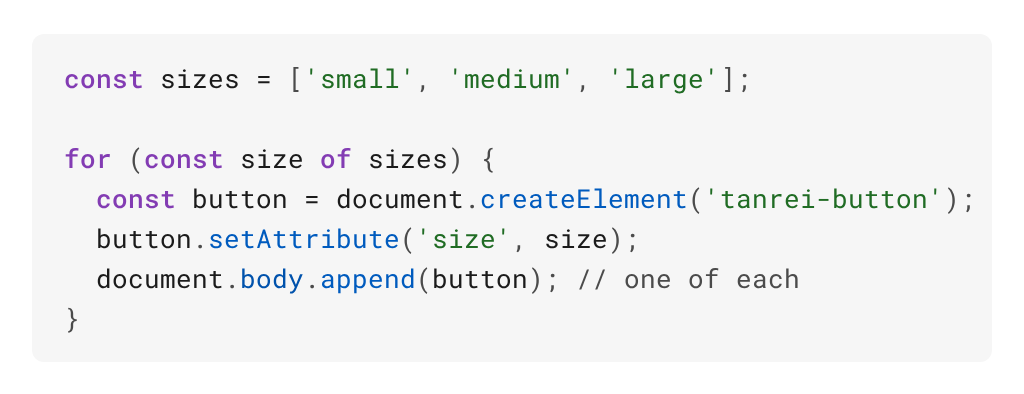 const sizes = ['small', 'medium', 'large'];

for (const size of sizes) {
  const button = document.createElement('tanrei-button');
  button.setAttribute('size', size);
  document.body.append(button); // one of each
}